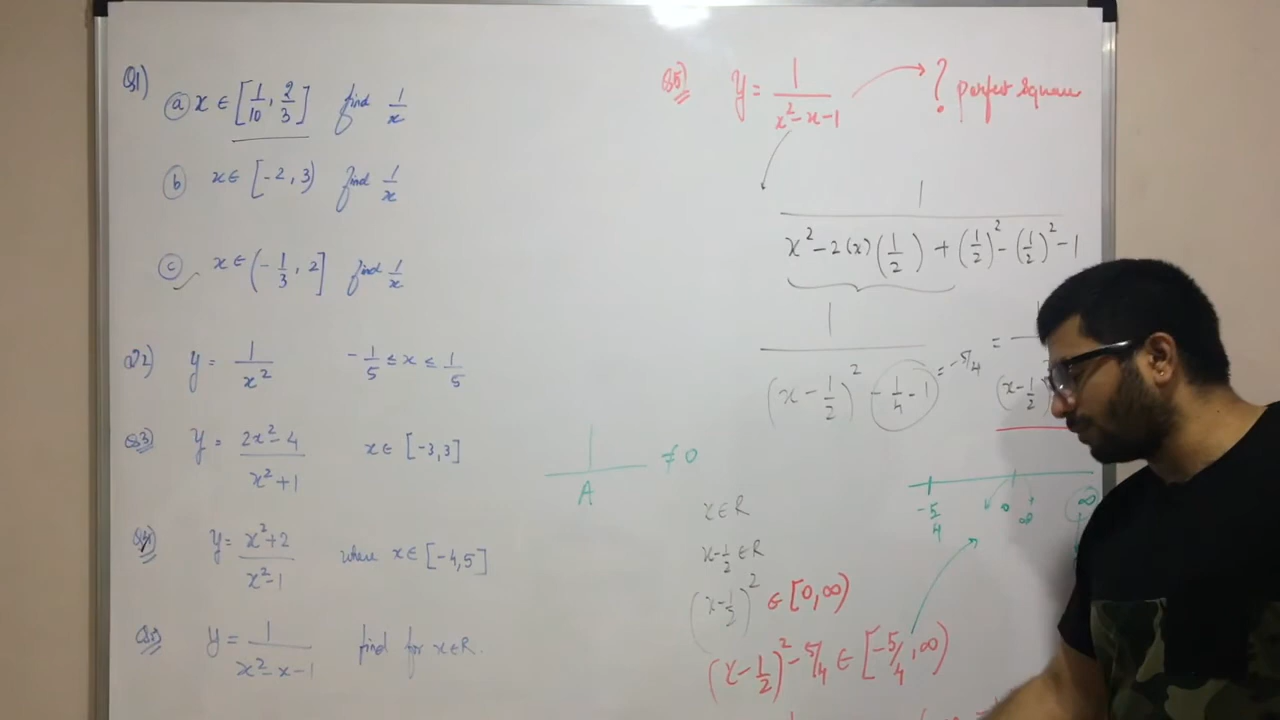 Q1)
(a) x ∈ [1/10, 2/3] find 1/x
(b) x ∈ [-2, 3) find 1/x
(c) x ∈ (-1/3, 2] find 1/x
Q2) y = 1/x² -1/5 ≤ x ≤ 1/5
Q3) y = (2x²-4)/(x²+1) x ∈ [-3,3]
y = (x²+2)/(x²-1) where x ∈ [-4,5]
y = 1/(x²-x-1) find for x∈R.
1/A ≠ 0
Q5) y = 1/(x²-x-1) ? perfect Square
1/(x²-2(x)(1/2)+(1/2)²-(1/2)²-1)
1/((x-1/2)²-1/4-1) = -5/4 =
(x-1/2)
-5/4 0 ∞ ∞
x∈R
x-1/2 ∈R
(x-1/2)² ∈ [0,∞)
(x-1/2)²-5/4 ∈ [-5/4,∞)